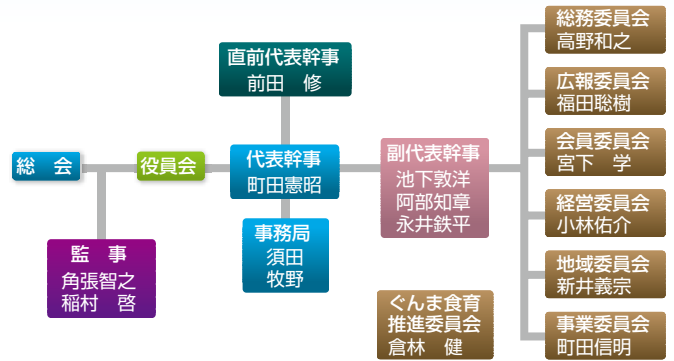 総　会
監　事
角張智之
稲村　啓
役員会
直前代表幹事
前田　修
代表幹事
町田憲昭
事務局
須田
牧野
副代表幹事
池下敦洋
阿部知章
永井鉄平
ぐんま食育
推進委員会
倉林　健
総務委員会
高野和之
広報委員会
福田聡樹
会員委員会
宮下　学
経営委員会
小林佑介
地域委員会
新井義宗
事業委員会
町田信明